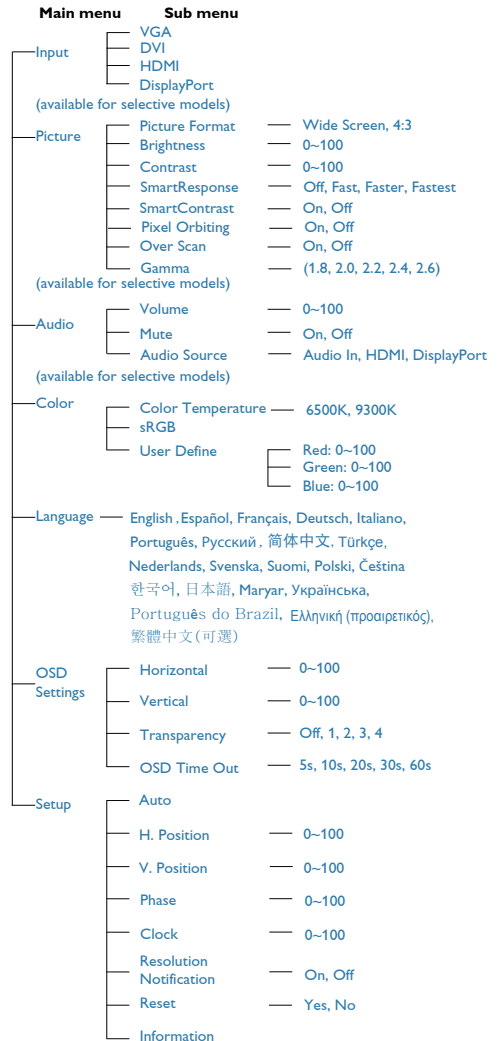 Main menu Sub menu
VGA
DVI
Input
HDMI
DisplayPort
(available for selective models)
Picture
Picture Format Wide Screen, 4:3
Brightness 0~100
Contrast 0~100
SmartResponse Off, Fast, Faster, Fastest
SmartContrast On, Off
Pixel Orbiting On, Off
Over Scan On, Off
Gamma (1.8, 2.0, 2.2, 2.4, 2.6)
(available for selective models)
Volume 0~100
Audio
Mute On, Off
Audio Source Audio In, HDMI, DisplayPort
(available for selective models)
Color
Color Temperature 6500K, 9300K
sRGB
User Define Red: 0~100
Green: 0~100
Blue: 0~100
Language English , Español, Français, Deutsch, Italiano,
Português, Русский , 简体中文, Türkçe,
Nederlands, Svenska, Suomi, Polski, Čeština
한국어, 日本語, Maryar, Українська,
Português do Brazil, Ελληνική (προαιρετικός),
繁體中文(可選)
OSD
Settings
Horizontal 0~100
Vertical 0~100
Transparency Off, 1, 2, 3, 4
OSD Time Out 5s, 10s, 20s, 30s, 60s
Setup Auto
H. Position 0~100
V. Position 0~100
Phase 0~100
Clock 0~100
Resolution
Notification On, Off
Reset Yes, No
Information